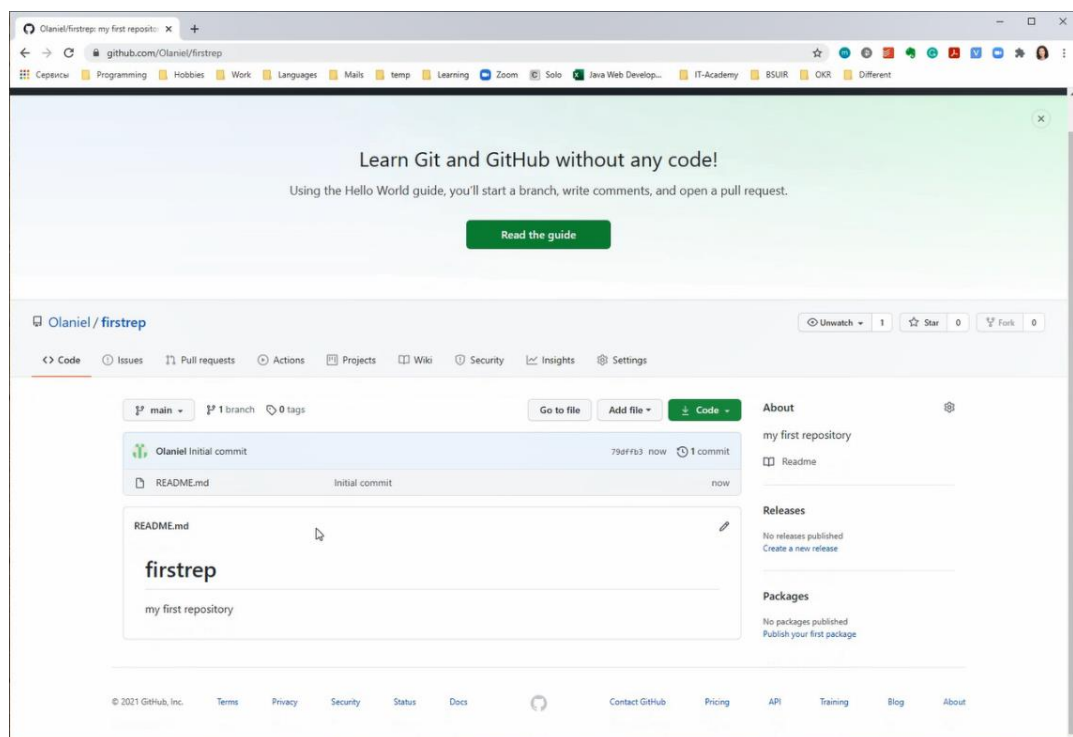 Olaniel/firstrep: my first reposito
github.com/Olaniel/firstrep
Сервисы Programming Hobbies Work Languages Mails temp Learning Zoom Solo Java Web Develop... IT-Academy BSUIR OKR Different
Learn Git and GitHub without any code!
Using the Hello World guide, you'll start a branch, write comments, and open a pull request.
Read the guide
Olaniel / firstrep
Unwatch 1 Star 0 Fork 0
Code Issues Pull requests Actions Projects Wiki Security Insights Settings
main 1 branch 0 tags Go to file Add file Code
About
my first repository
Readme
Olaniel Initial commit 79dffb3 now 1 commit
README.md Initial commit now
README.md
firstrep
my first repository
Releases
No releases published
Create a new release
Packages
No packages published
Publish your first package
© 2021 GitHub, Inc. Terms Privacy Security Status Docs Contact GitHub Pricing API Training Blog About